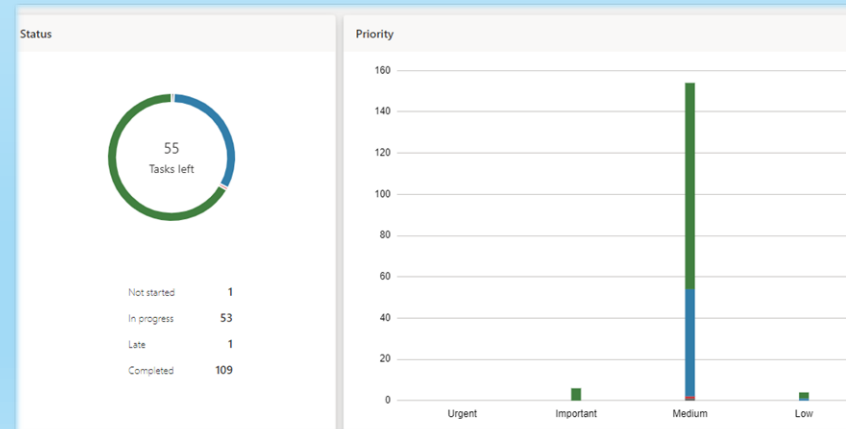 Status
55
Tasks left
Not started 1
In progress 53
Late 1
Completed 109
Priority
160
140
120
100
80
60
40
20
0
Urgent Important Medium Low